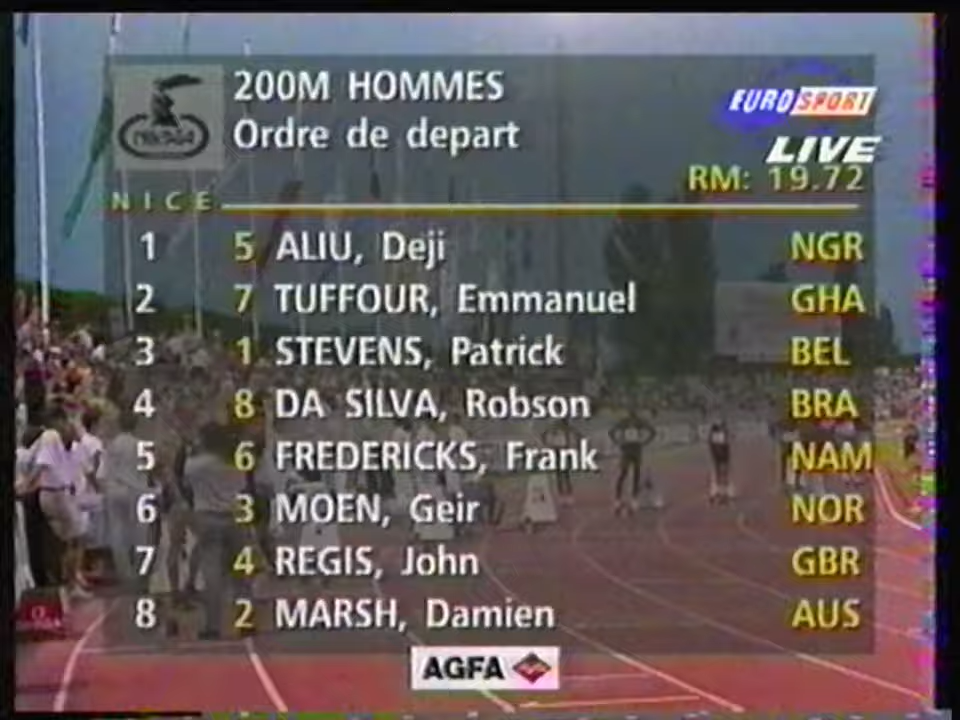 200M HOMMES
Ordre de depart
EUROSPORT
LIVE
RM: 19.72
NICE
1 5 ALIU, Deji NGR
2 7 TUFFOUR, Emmanuel GHA
3 1 STEVENS, Patrick BEL
4 8 DA SILVA, Robson BRA
5 6 FREDERICKS, Frank NAM
6 3 MOEN, Geir NOR
7 4 REGIS, John GBR
8 2 MARSH, Damien AUS
AGFA